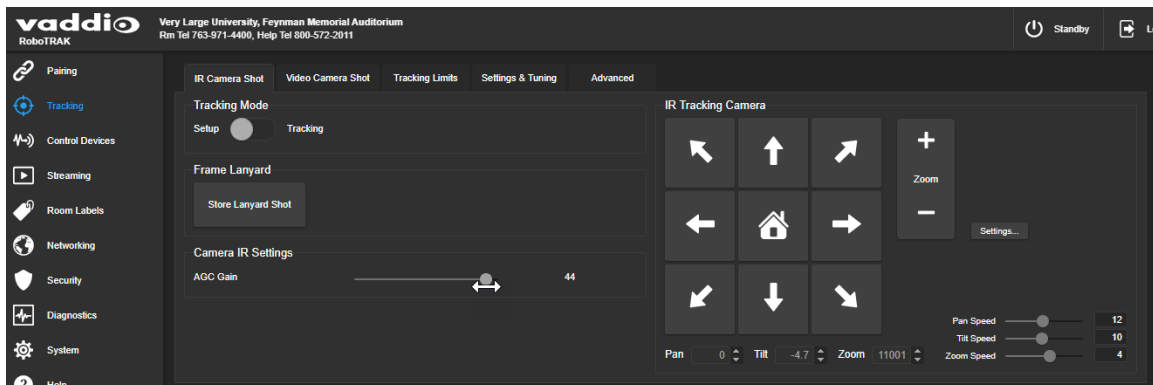 vaddio
RoboTRAK
Very Large University, Feynman Memorial Auditorium
Rm Tel 763-971-4400, Help Tel 800-572-2011
Standby
Pairing
Tracking
Control Devices
Streaming
Room Labels
Networking
Security
Diagnostics
System
Help
IR Camera Shot
Video Camera Shot
Tracking Limits
Settings & Tuning
Advanced
Tracking Mode
Setup
Tracking
Frame Lanyard
Store Lanyard Shot
Camera IR Settings
AGC Gain
44
IR Tracking Camera
+
Zoom
−
Settings...
Pan Speed 12
Tilt Speed 10
Zoom Speed 4
Pan 0 Tilt -4.7 Zoom 11001